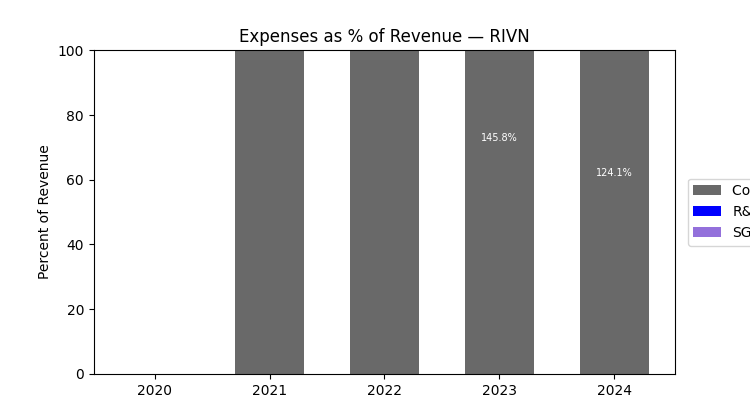 Expenses as % of Revenue — RIVN
Percent of Revenue
100
80
60
40
20
0
145.8%
124.1%
2020 2021 2022 2023 2024
Co
R&
SG